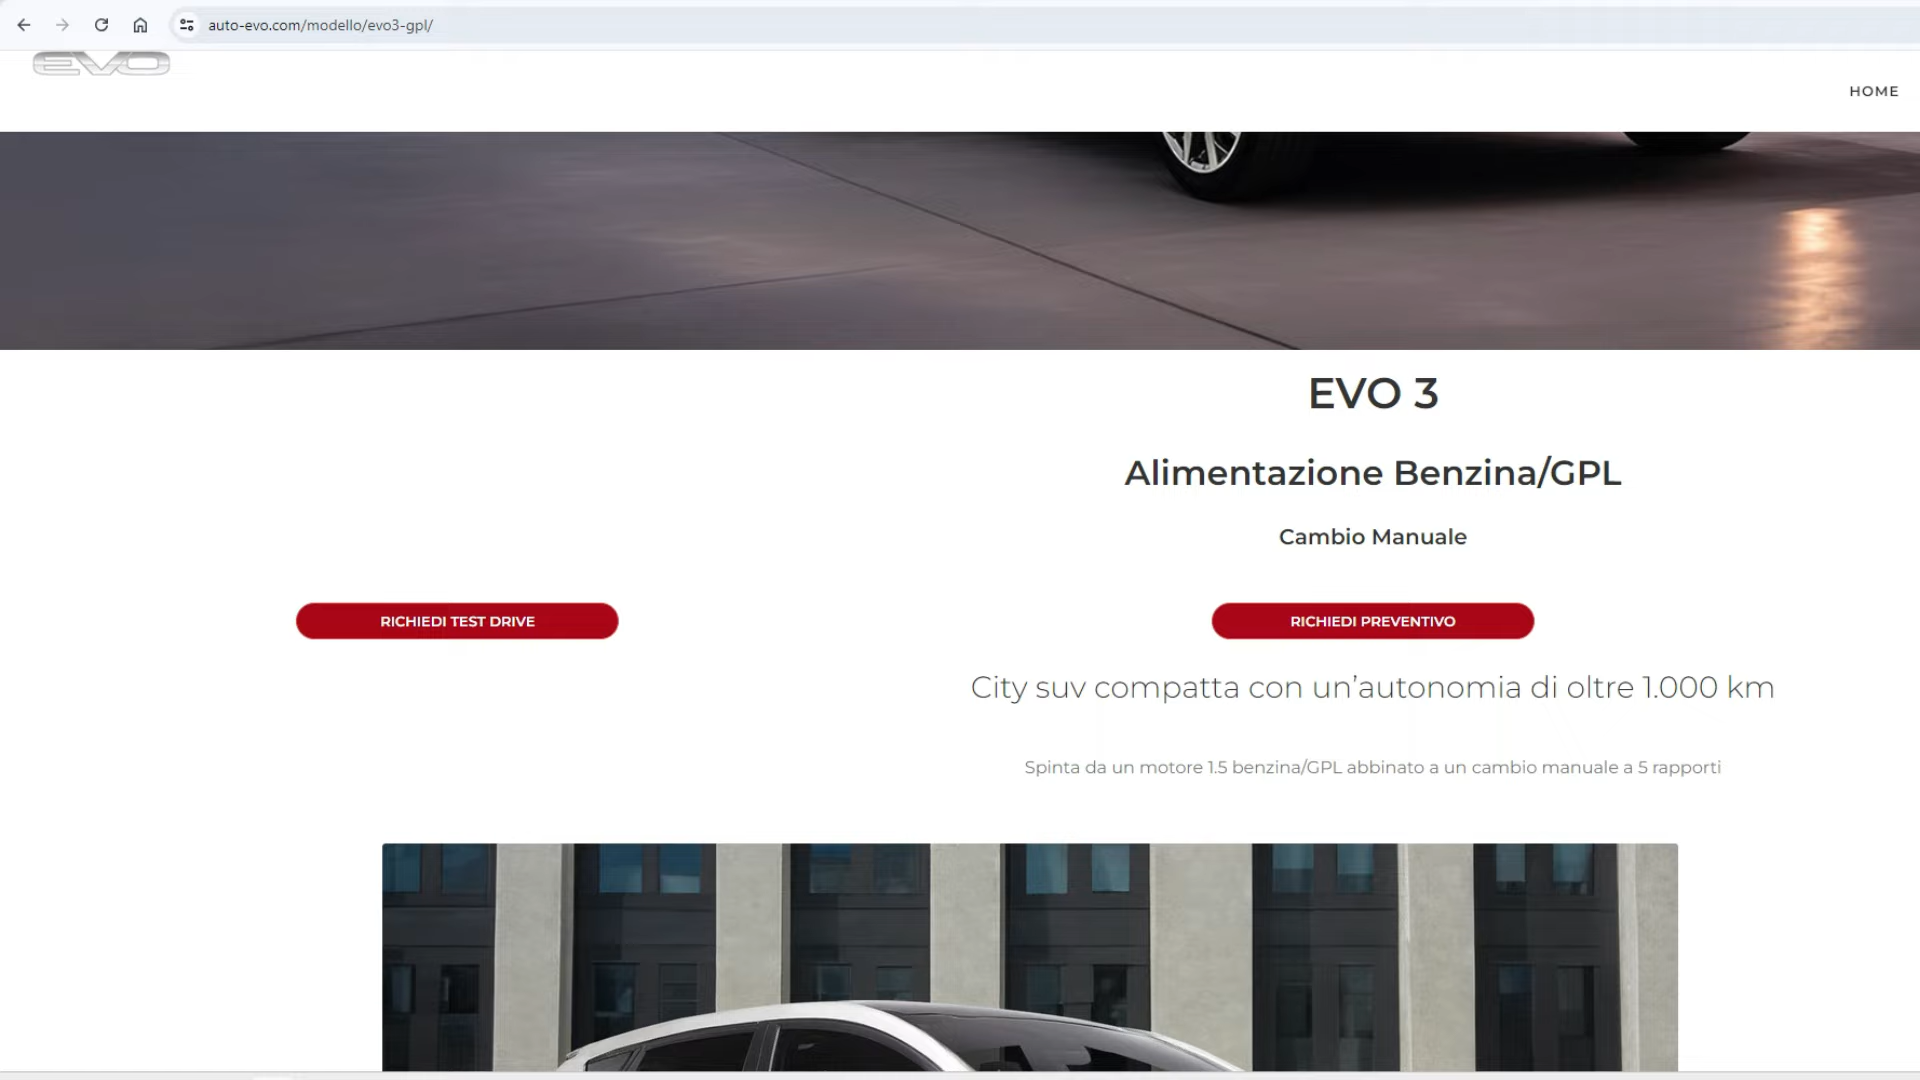 auto-evo.com/modello/evo3-gpl/
EVO
HOME
EVO 3
Alimentazione Benzina/GPL
Cambio Manuale
RICHIEDI TEST DRIVE
RICHIEDI PREVENTIVO
City suv compatta con un'autonomia di oltre 1.000 km
Spinta da un motore 1.5 benzina/GPL abbinato a un cambio manuale a 5 rapporti